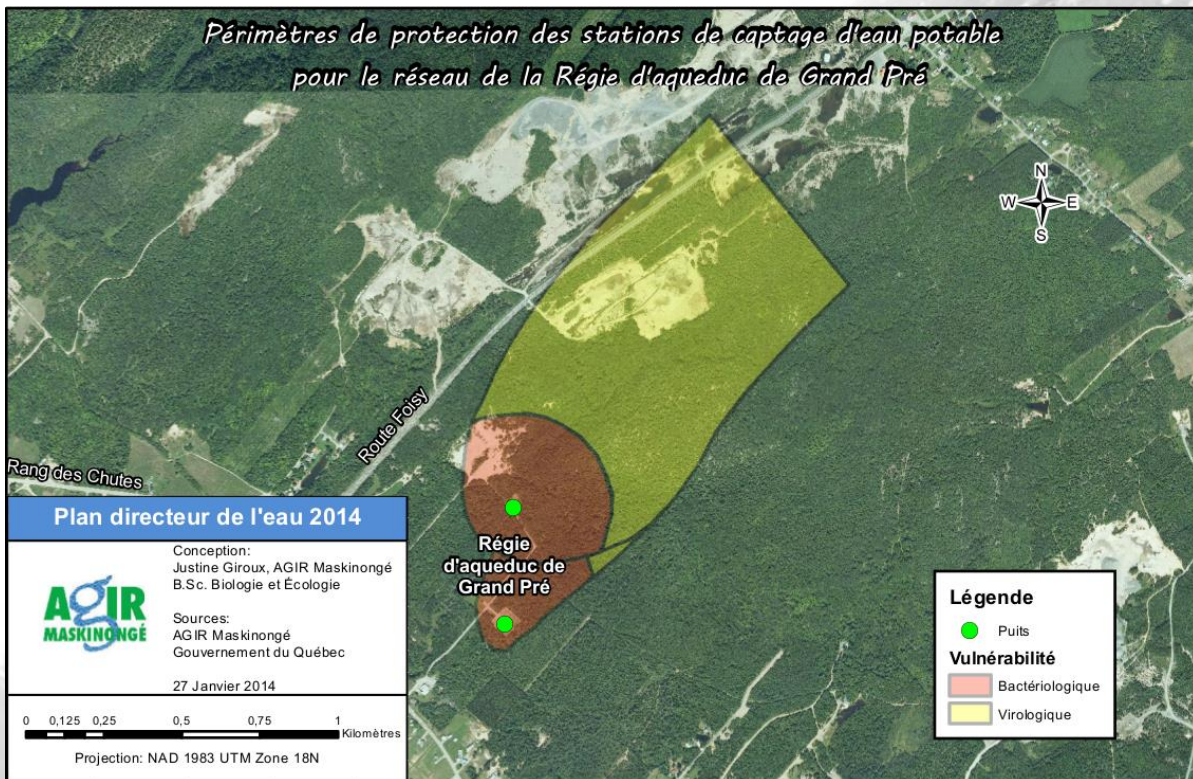 Périmètres de protection des stations de captage d'eau potable
pour le réseau de la Régie d'aqueduc de Grand Pré
N
W E
S
Route Foisy
Rang des Chutes
Régie
d'aqueduc de
Grand Pré
Plan directeur de l'eau 2014
AGIR
MASKINONGÉ
Conception:
Justine Giroux, AGIR Maskinongé
B.Sc. Biologie et Écologie
Sources:
AGIR Maskinongé
Gouvernement du Québec
27 Janvier 2014
0 0,125 0,25 0,5 0,75 1
Kilomètres
Projection: NAD 1983 UTM Zone 18N
Légende
Puits
Vulnérabilité
Bactériologique
Virologique